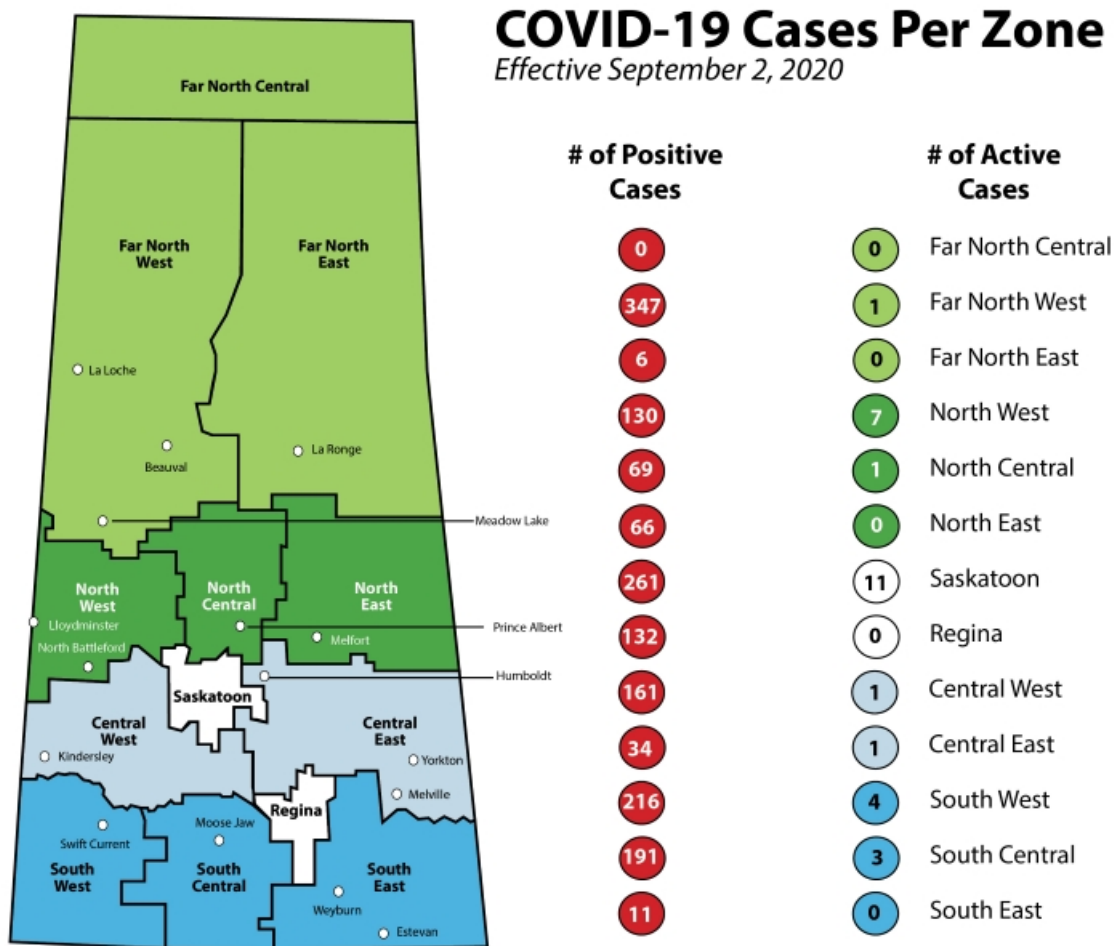 COVID-19 Cases Per Zone
Effective September 2, 2020
# of Positive
Cases
# of Active
Cases
0 0 Far North Central
347 1 Far North West
6 0 Far North East
130 7 North West
69 1 North Central
66 0 North East
261 11 Saskatoon
132 0 Regina
161 1 Central West
34 1 Central East
216 4 South West
191 3 South Central
11 0 South East
Far North Central
Far North
West
Far North
East
La Loche
Beauval
La Ronge
Meadow Lake
North
West
North
Central
North
East
Lloydminster
Prince Albert
Melfort
North Battleford
Humboldt
Saskatoon
Central
West
Central
East
Kindersley
Yorkton
Melville
Regina
Moose Jaw
Swift Current
South
West
South
Central
South
East
Weyburn
Estevan